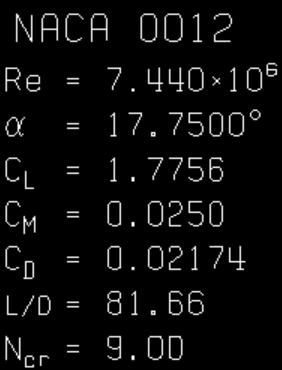 NACA 0012
Re = 7.440×10⁶
α = 17.7500°
C_L = 1.7756
C_M = 0.0250
C_D = 0.02174
L/D = 81.66
N_cr = 9.00